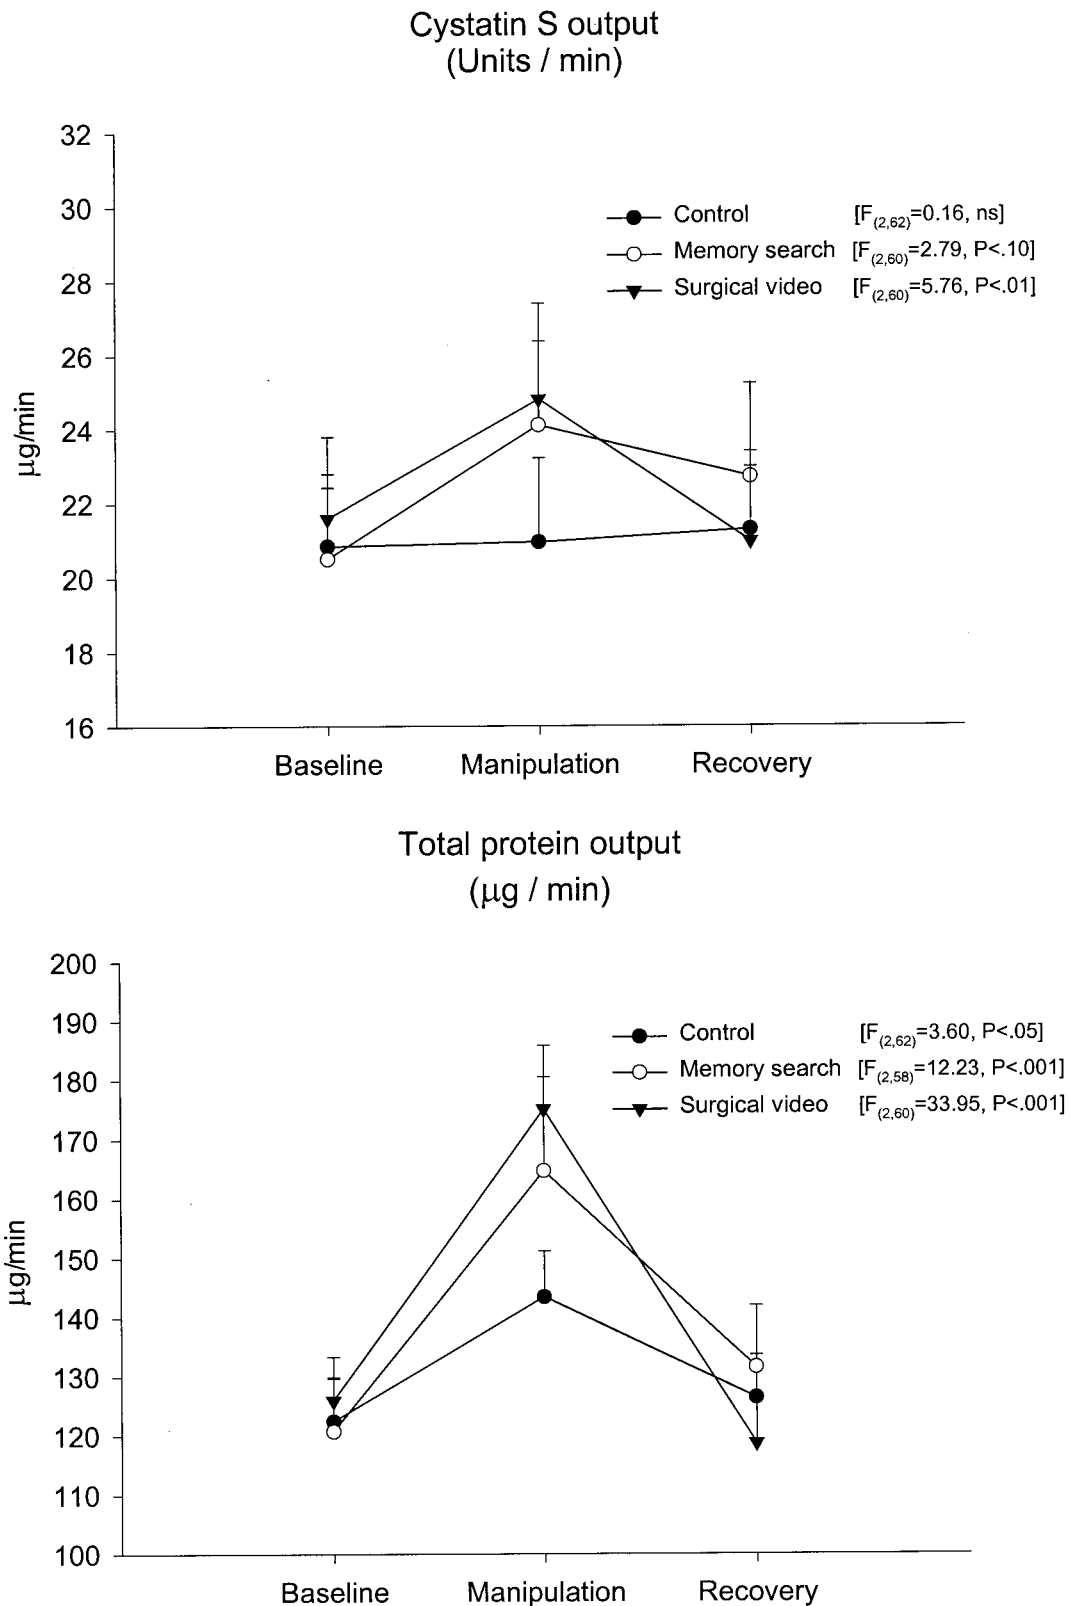 Cystatin S output
(Units / min)
32
30
28
26
24
22
20
18
16
µg/min
Control [F(2,62)=0.16, ns]
Memory search [F(2,60)=2.79, P<.10]
Surgical video [F(2,60)=5.76, P<.01]
Baseline Manipulation Recovery
Total protein output
(µg / min)
200
190
180
170
160
150
140
130
120
110
100
µg/min
Control [F(2,62)=3.60, P<.05]
Memory search [F(2,58)=12.23, P<.001]
Surgical video [F(2,60)=33.95, P<.001]
Baseline Manipulation Recovery